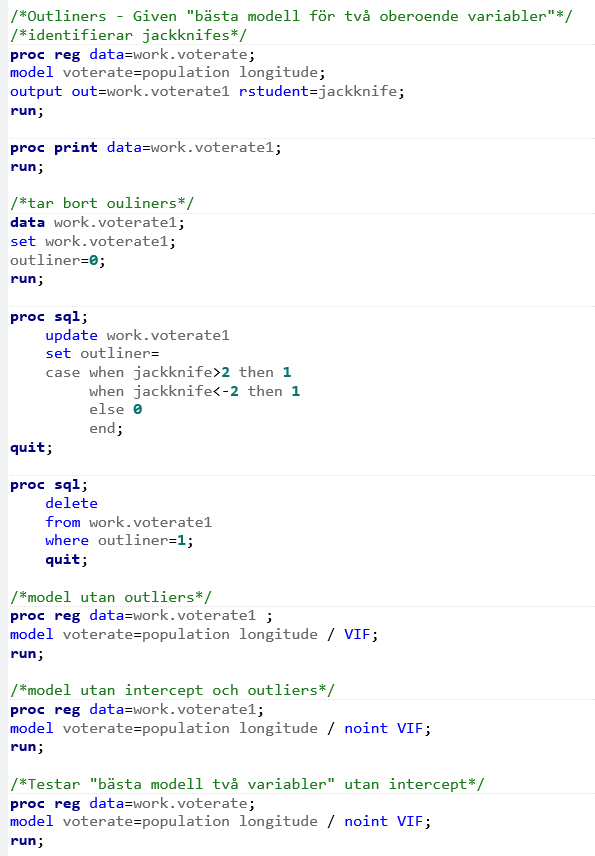 /*Outliners - Given "bästa modell för två oberoende variabler"*/
/*identifierar jackknifes*/
proc reg data=work.voterate;
model voterate=population longitude;
output out=work.voterate1 rstudent=jackknife;
run;
proc print data=work.voterate1;
run;
/*tar bort ouliners*/
data work.voterate1;
set work.voterate1;
outliner=0;
run;
proc sql;
update work.voterate1
set outliner=
case when jackknife>2 then 1
when jackknife<-2 then 1
else 0
end;
quit;
proc sql;
delete
from work.voterate1
where outliner=1;
quit;
/*model utan outliers*/
proc reg data=work.voterate1 ;
model voterate=population longitude / VIF;
run;
/*model utan intercept och outliers*/
proc reg data=work.voterate1;
model voterate=population longitude / noint VIF;
run;
/*Testar "bästa modell två variabler" utan intercept*/
proc reg data=work.voterate;
model voterate=population longitude / noint VIF;
run;